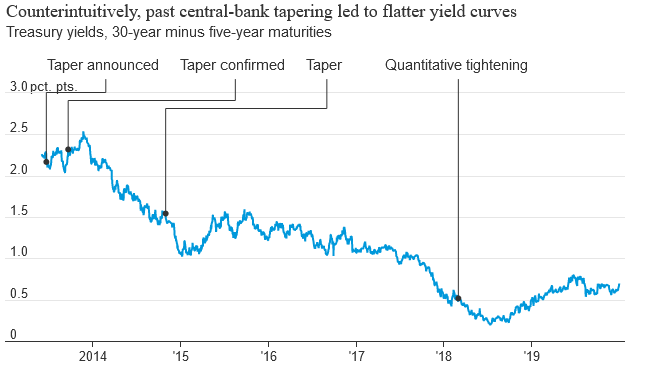 Counterintuitively, past central-bank tapering led to flatter yield curves
Treasury yields, 30-year minus five-year maturities
Taper announced
Taper confirmed
Taper
Quantitative tightening
3.0 pct. pts.
2.5
2.0
1.5
1.0
0.5
0
2014
'15
'16
'17
'18
'19